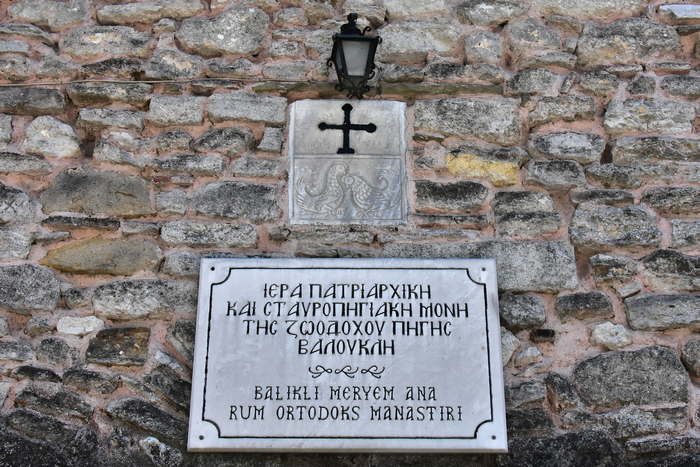 ΙΕΡΑ ΠΑΤΡΙΑΡΧΙΚΗ
ΚΑΙ ΣΤΑΥΡΟΠΗΓΙΑΚΗ ΜΟΝΗ
ΤΗΣ ΖΩΟΔΟΧΟΥ ΠΗΓΗΣ
ΒΑΛΟΥΚΛΗ
BALIKLI MERYEM ANA
RUM ORTODOKS MANASTIRI